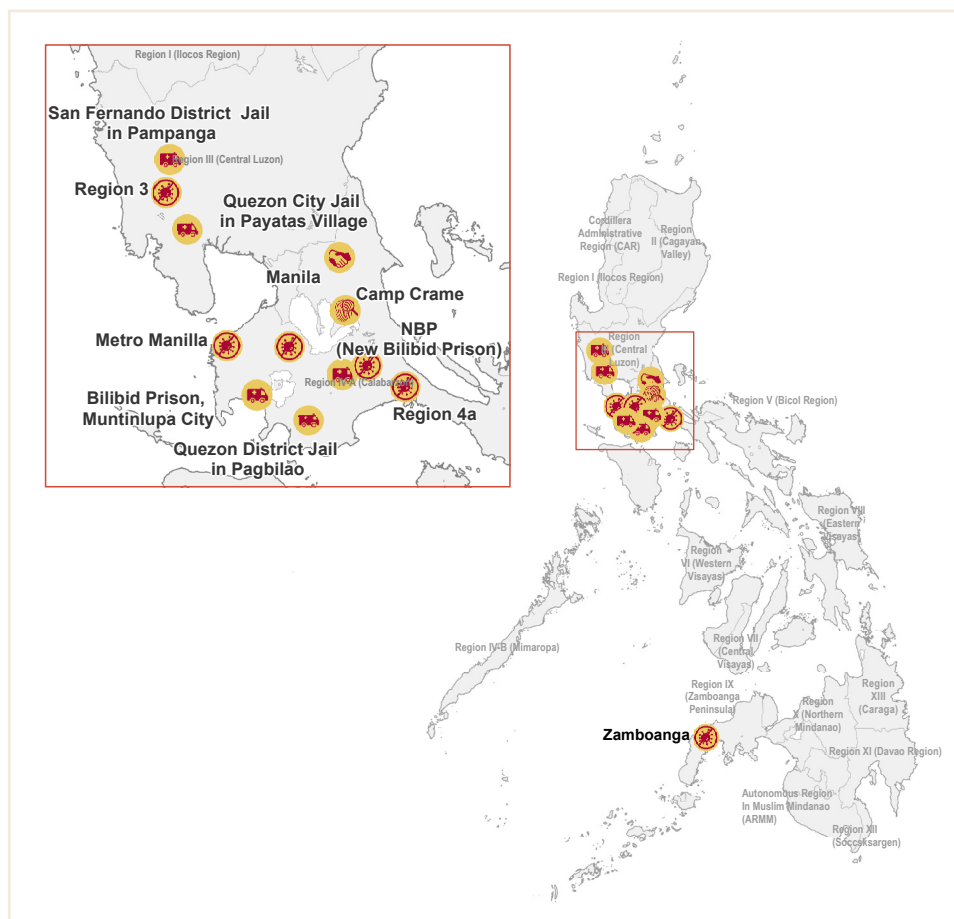 Region I (Ilocos Region)
San Fernando District Jail
in Pampanga
Region III (Central Luzon)
Region 3
Quezon City Jail
in Payatas Village
Manila
Camp Crame
Metro Manilla
NBP
(New Bilibid Prison)
Region IV-A (Calabarzon)
Bilibid Prison,
Muntinlupa City
Region 4a
Quezon District Jail
in Pagbilao
Cordillera
Administrative
Region (CAR)
Region
II (Cagayan
Valley)
Region I (Ilocos Region)
Region
III (Central
Luzon)
Region V (Bicol Region)
Region VIII
(Eastern
Visayas)
Region
VI (Western
Visayas)
Region IV-B (Mimaropa)
Region VII
(Central
Visayas)
Region IX
(Zamboanga
Peninsula)
Region
XIII
(Caraga)
Region
X (Northern
Mindanao)
Zamboanga
Region XI (Davao Region)
Autonomous Region
In Muslim Mindanao
(ARMM)
Region XII
(Soccsksargen)